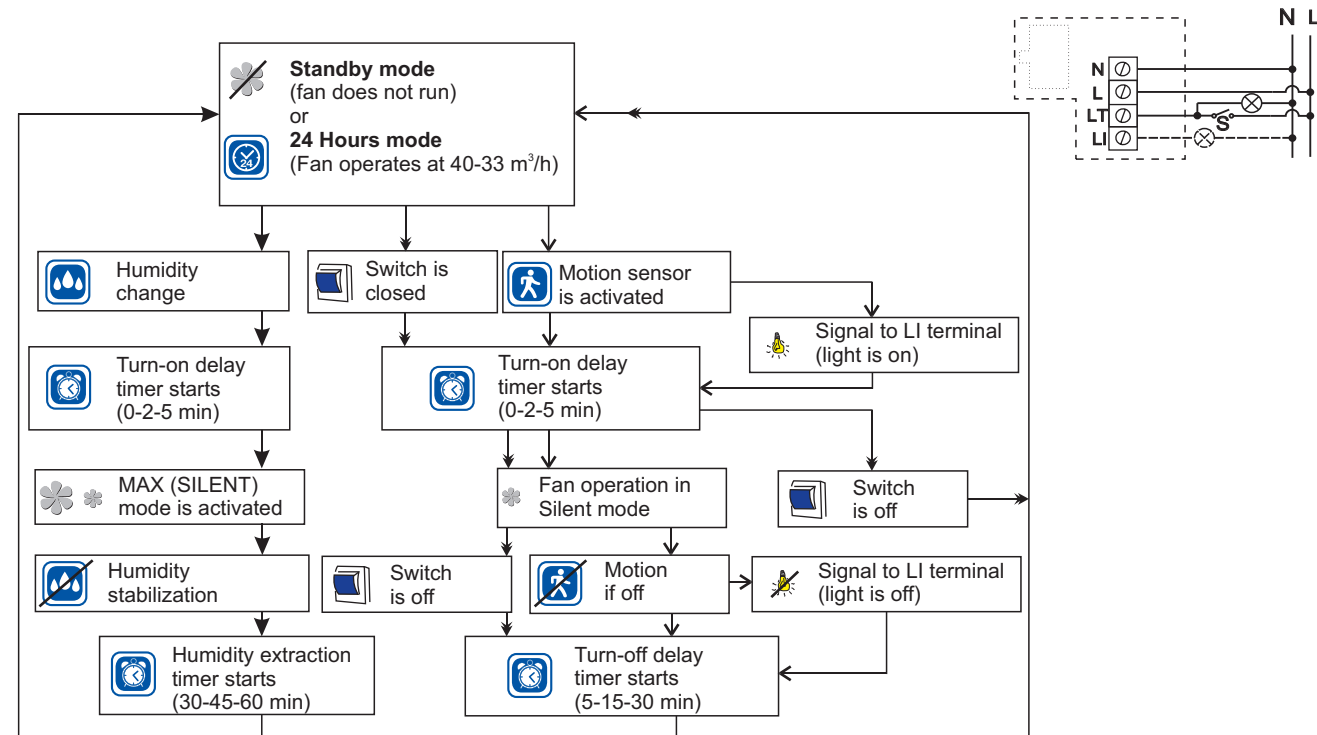 N L
Standby mode
(fan does not run)
or
24 Hours mode
(Fan operates at 40-33 m³/h)
24
N
L
LT
S
LI
Humidity
change
Switch is
closed
Motion sensor
is activated
Signal to LI terminal
(light is on)
Turn-on delay
timer starts
(0-2-5 min)
Turn-on delay
timer starts
(0-2-5 min)
MAX (SILENT)
mode is activated
Fan operation in
Silent mode
Switch
is off
Humidity
stabilization
Switch
is off
Motion
if off
Signal to LI terminal
(light is off)
Humidity extraction
timer starts
(30-45-60 min)
Turn-off delay
timer starts
(5-15-30 min)